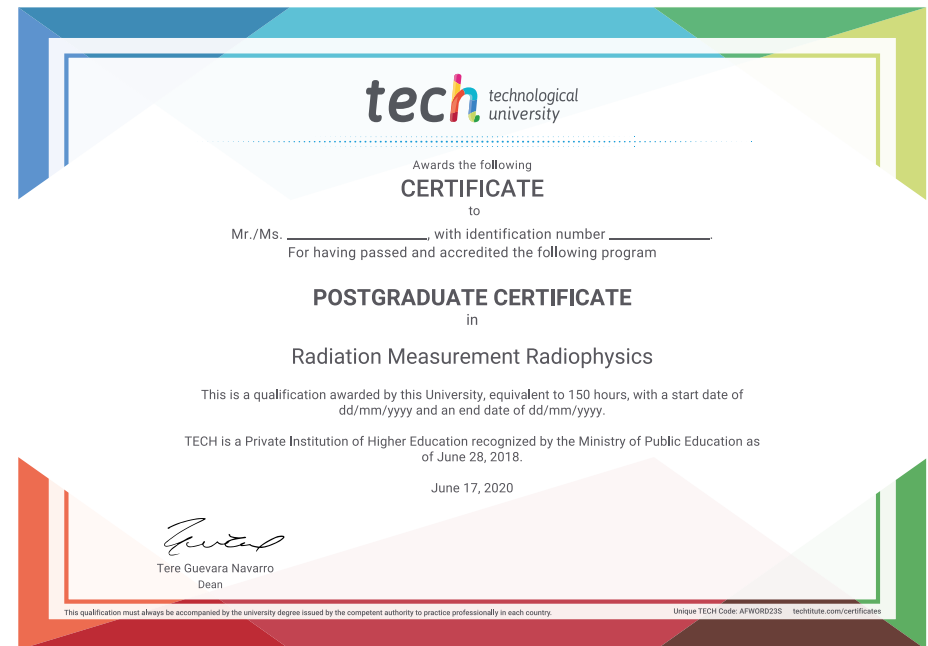 tech technological
university
Awards the following
CERTIFICATE
to
Mr./Ms. ____________________, with identification number ______________.
For having passed and accredited the following program
POSTGRADUATE CERTIFICATE
in
Radiation Measurement Radiophysics
This is a qualification awarded by this University, equivalent to 150 hours, with a start date of
dd/mm/yyyy and an end date of dd/mm/yyyy.
TECH is a Private Institution of Higher Education recognized by the Ministry of Public Education as
of June 28, 2018.
June 17, 2020
Tere Guevara Navarro
Dean
This qualification must always be accompanied by the university degree issued by the competent authority to practice professionally in each country. Unique TECH Code: AFWORD23S techtitute.com/certificates